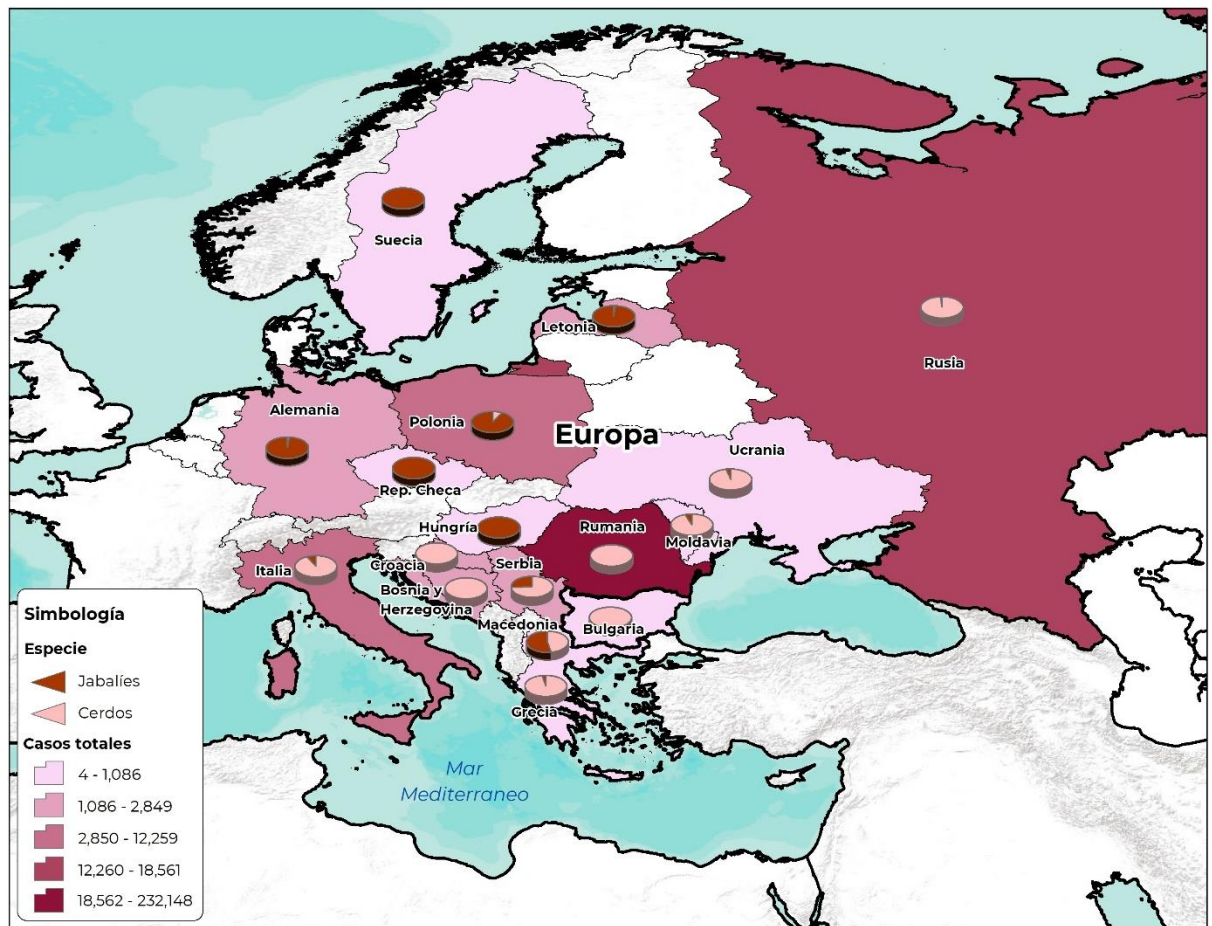 Suecia
Letonia
Rusia
Alemania
Polonia
Europa
Ucrania
Rep. Checa
Hungría
Rumania
Moldavia
Italia
Croacia
Serbia
Bosnia y
Herzegovina
Macedonia
Bulgaria
Grecia
Mar
Mediterraneo
Simbología
Especie
Jabalíes
Cerdos
Casos totales
4 - 1,086
1,086 - 2,849
2,850 - 12,259
12,260 - 18,561
18,562 - 232,148